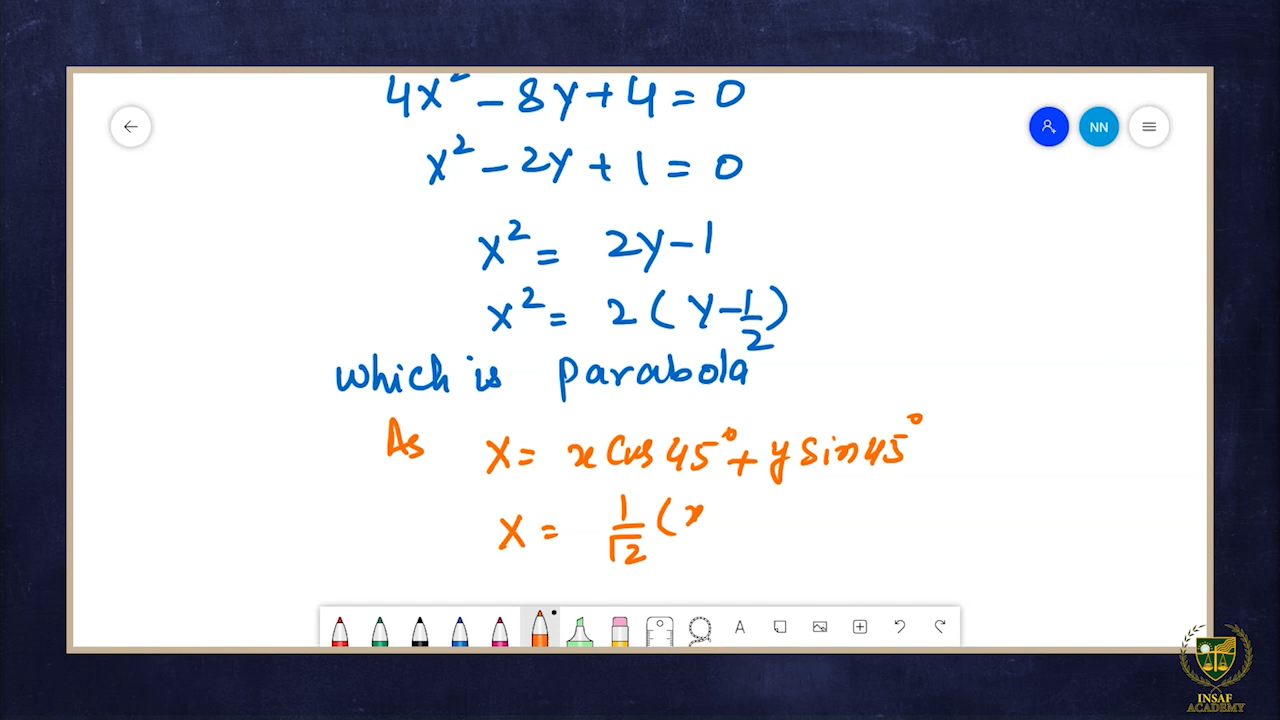 4X² - 8Y + 4 = 0
X² - 2Y + 1 = 0
X² = 2Y - 1
X² = 2 ( Y - 1/2 )
which is parabola
As X = x Cos 45° + y Sin 45°
X = 1/√2 ( x
NN
A
INSAF
ACADEMY